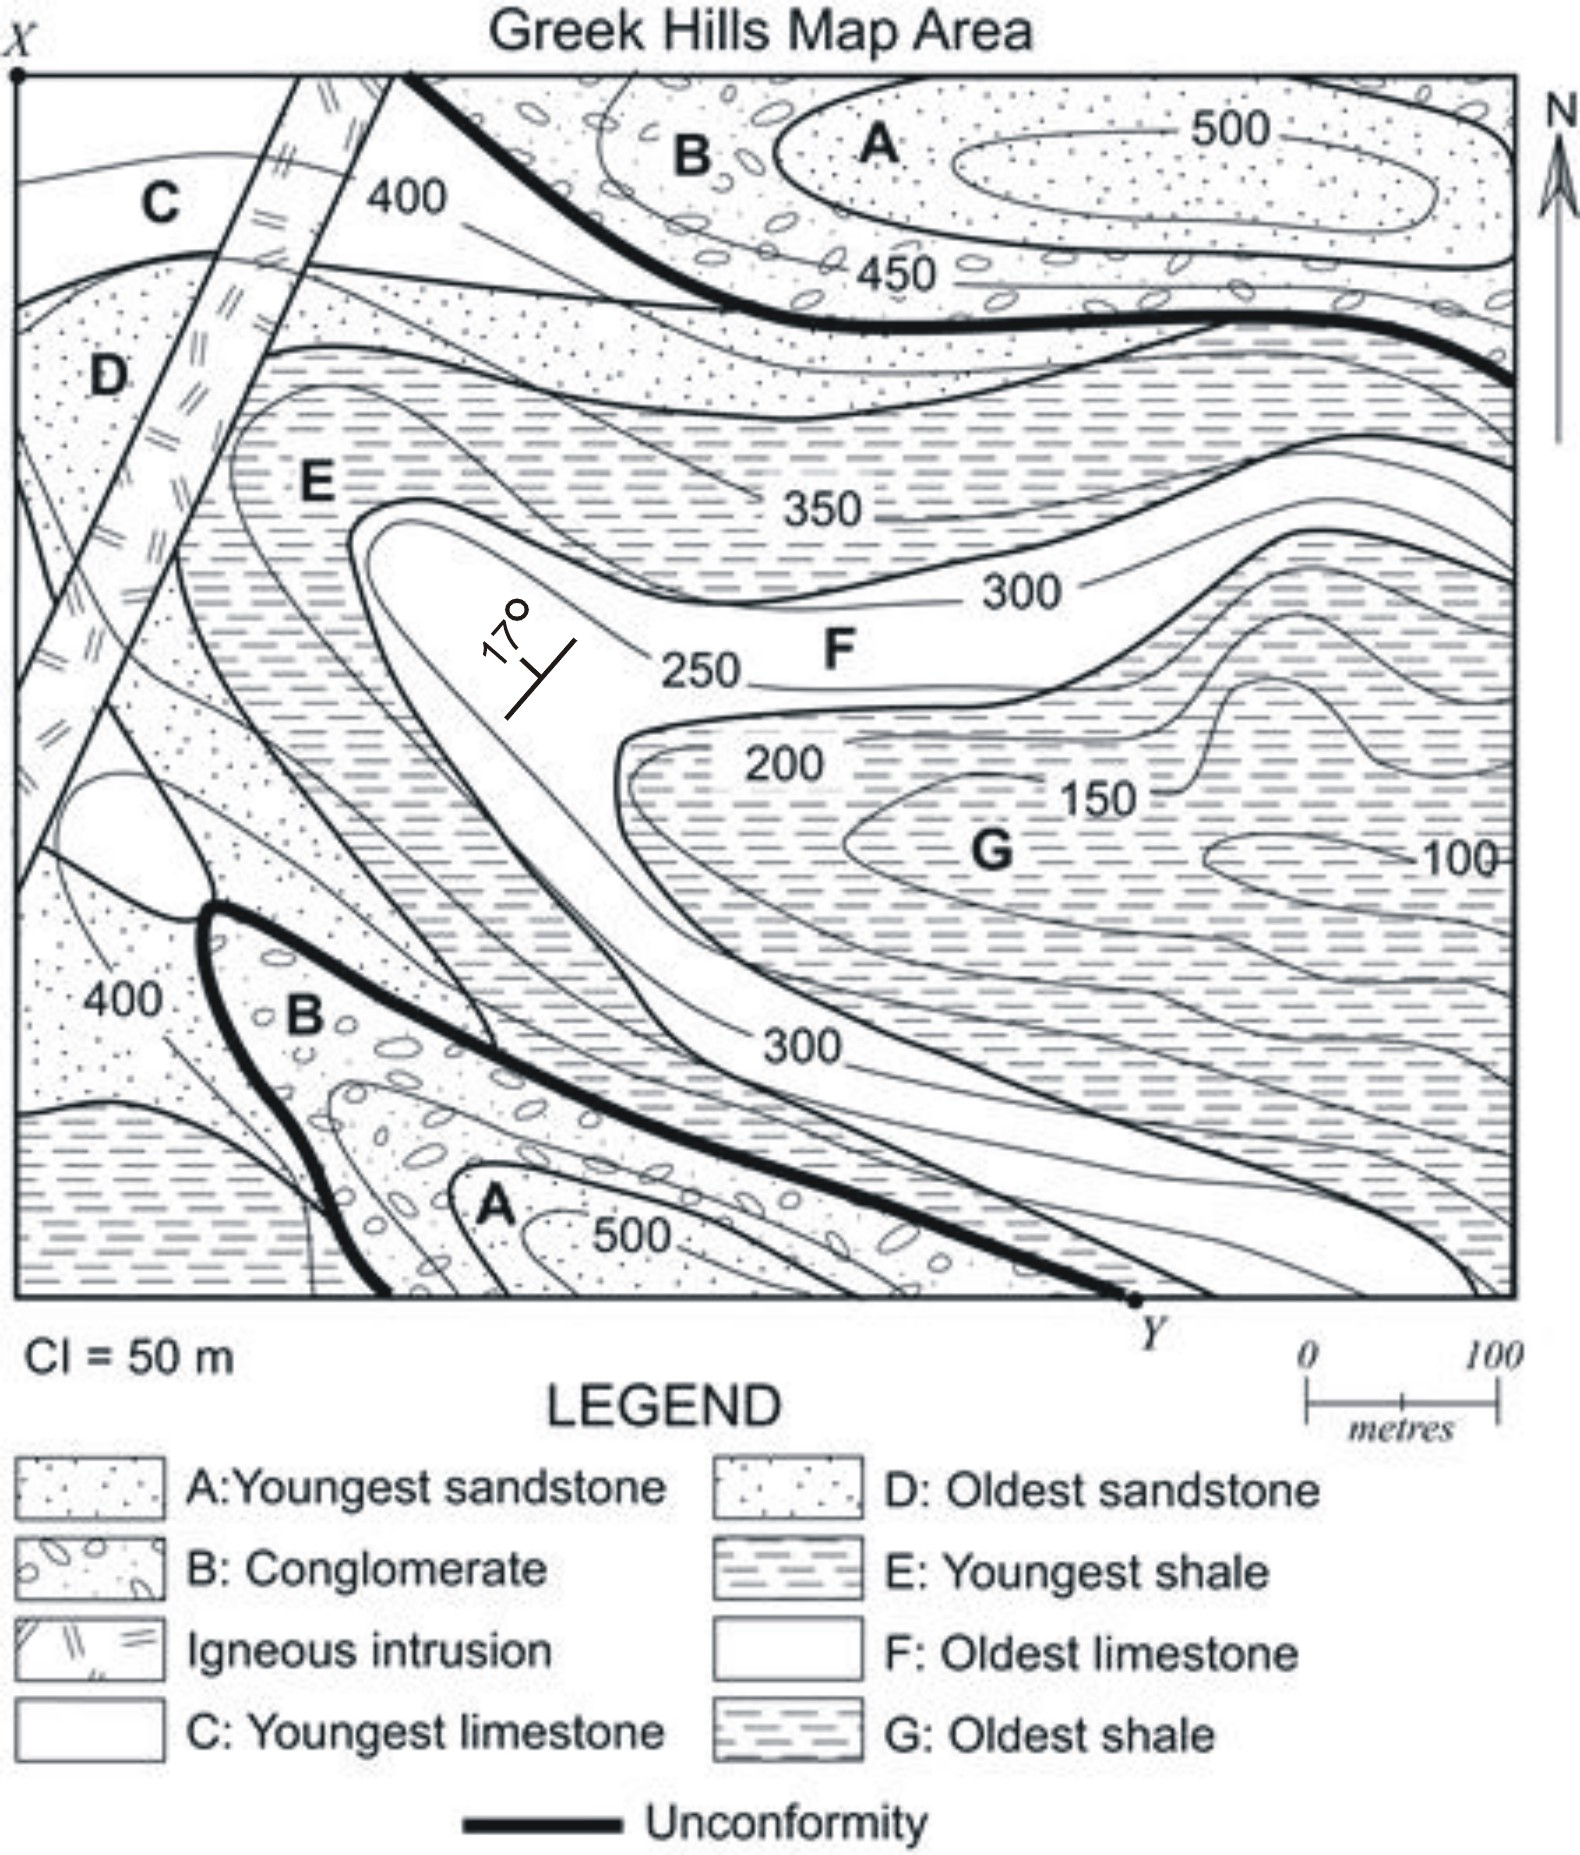 Greek Hills Map Area
X
N
500
B
A
C
400
450
D
E
350
300
17°
F
250
200
150
G
100
400
B
300
A
500
Y
CI = 50 m
0 100
metres
LEGEND
A:Youngest sandstone
D: Oldest sandstone
B: Conglomerate
E: Youngest shale
Igneous intrusion
F: Oldest limestone
C: Youngest limestone
G: Oldest shale
Unconformity